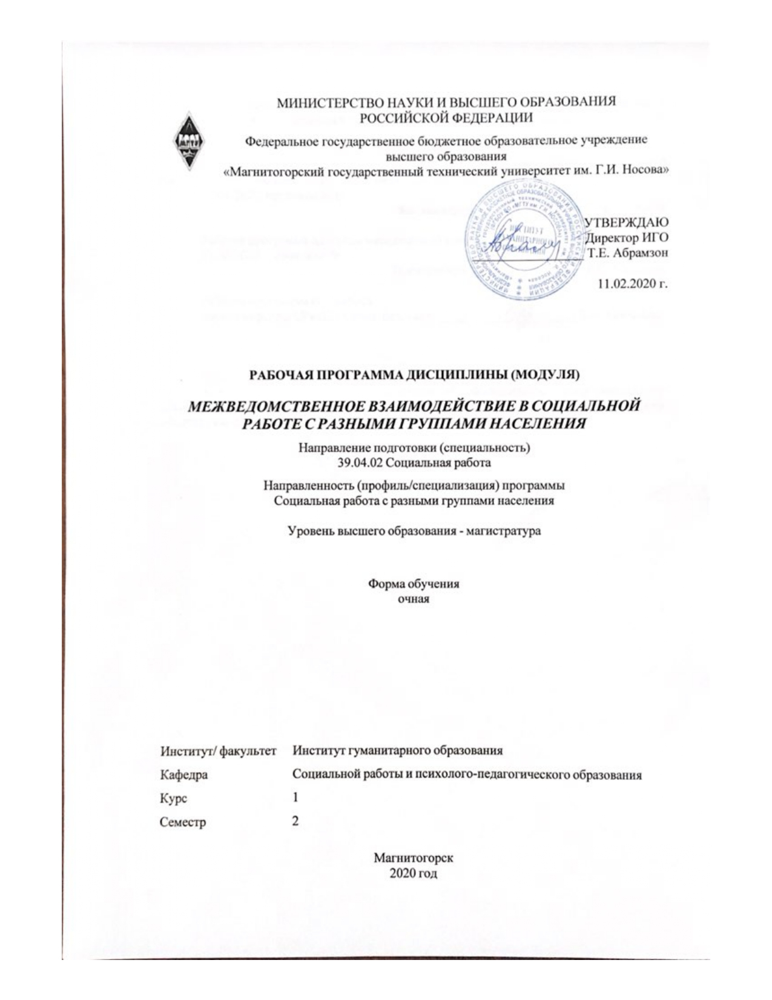 МИНИСТЕРСТВО НАУКИ И ВЫСШЕГО ОБРАЗОВАНИЯ
РОССИЙСКОЙ ФЕДЕРАЦИИ
Федеральное государственное бюджетное образовательное учреждение
высшего образования
«Магнитогорский государственный технический университет им. Г.И. Носова»
МГТУ
УТВЕРЖДАЮ
Директор ИГО
Т.Е. Абрамзон
11.02.2020 г.
РАБОЧАЯ ПРОГРАММА ДИСЦИПЛИНЫ (МОДУЛЯ)
МЕЖВЕДОМСТВЕННОЕ ВЗАИМОДЕЙСТВИЕ В СОЦИАЛЬНОЙ
РАБОТЕ С РАЗНЫМИ ГРУППАМИ НАСЕЛЕНИЯ
Направление подготовки (специальность)
39.04.02 Социальная работа
Направленность (профиль/специализация) программы
Социальная работа с разными группами населения
Уровень высшего образования - магистратура
Форма обучения
очная
Институт/ факультет Институт гуманитарного образования
Кафедра Социальной работы и психолого-педагогического образования
Курс 1
Семестр 2
Магнитогорск
2020 год